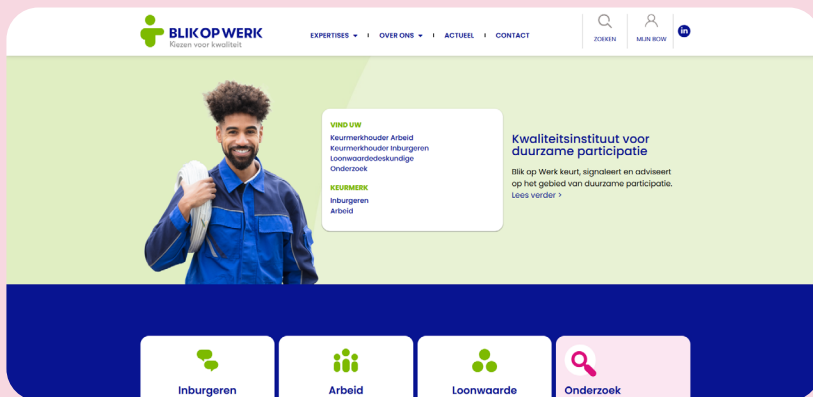 BLIK OP WERK
Kiezen voor kwaliteit
EXPERTISES
OVER ONS
ACTUEEL
CONTACT
ZOEKEN
MIJN BOW
in
VIND UW
Keurmerkhouder Arbeid
Keurmerkhouder Inburgeren
Loonwaardedeskundige
Onderzoek
KEURMERK
Inburgeren
Arbeid
Kwaliteitsinstituut voor
duurzame participatie
Blik op Werk keurt, signaleert en adviseert
op het gebied van duurzame participatie.
Lees verder >
Inburgeren
Arbeid
Loonwaarde
Onderzoek